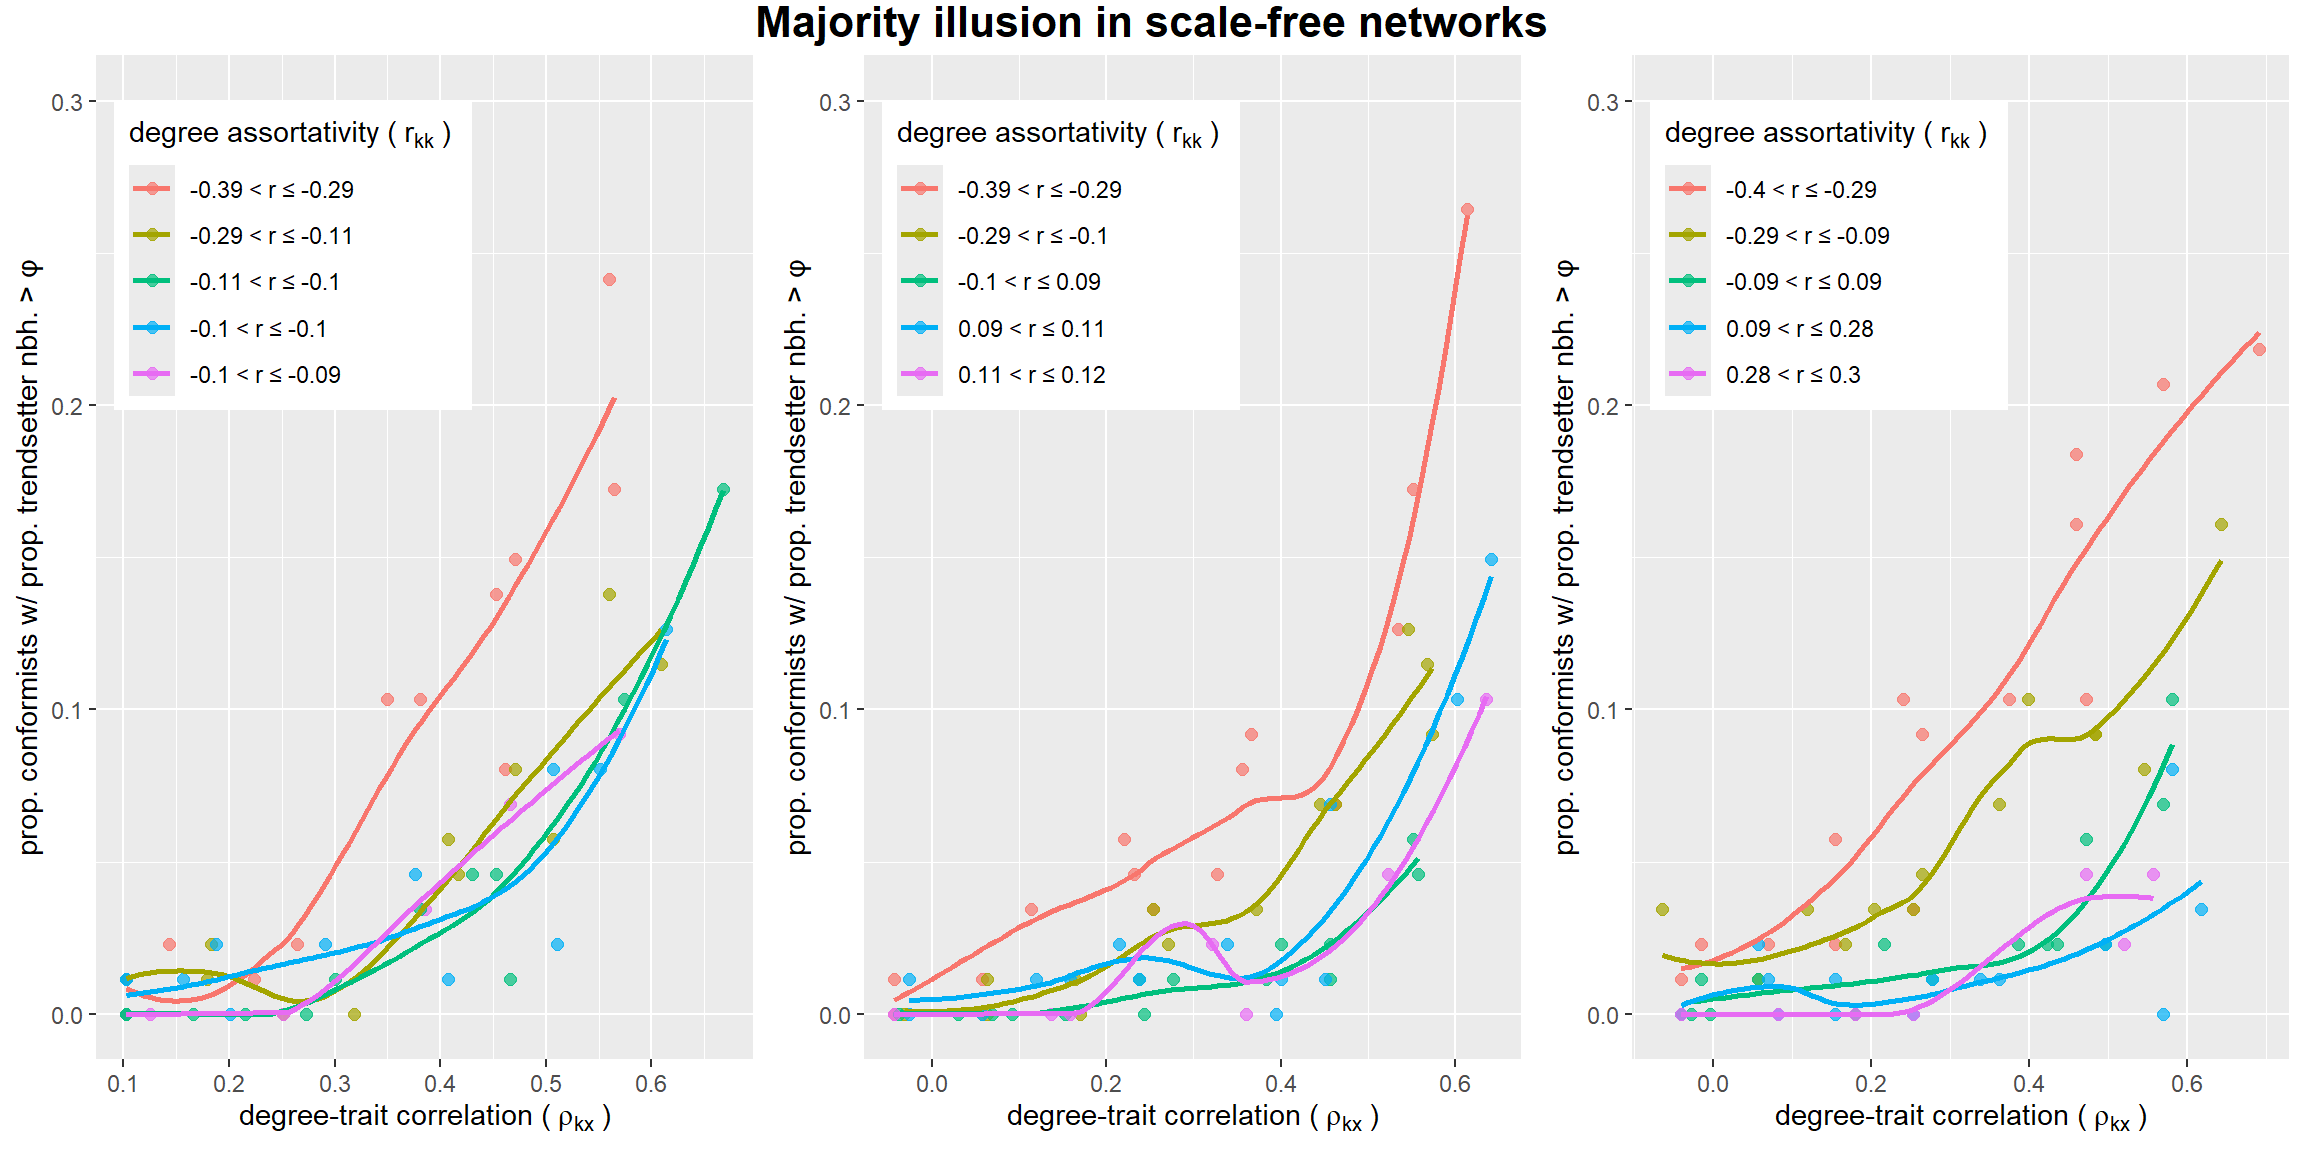 Majority illusion in scale-free networks
prop. conformists w/ prop. trendsetter nbh. > φ
0.3
0.2
0.1
0.0
degree assortativity ( rkk )
-0.39 < r ≤ -0.29
-0.29 < r ≤ -0.11
-0.11 < r ≤ -0.1
-0.1 < r ≤ -0.1
-0.1 < r ≤ -0.09
0.1 0.2 0.3 0.4 0.5 0.6
degree-trait correlation ( ρkx )
prop. conformists w/ prop. trendsetter nbh. > φ
0.3
0.2
0.1
0.0
degree assortativity ( rkk )
-0.39 < r ≤ -0.29
-0.29 < r ≤ -0.1
-0.1 < r ≤ 0.09
0.09 < r ≤ 0.11
0.11 < r ≤ 0.12
0.0 0.2 0.4 0.6
degree-trait correlation ( ρkx )
prop. conformists w/ prop. trendsetter nbh. > φ
0.3
0.2
0.1
0.0
degree assortativity ( rkk )
-0.4 < r ≤ -0.29
-0.29 < r ≤ -0.09
-0.09 < r ≤ 0.09
0.09 < r ≤ 0.28
0.28 < r ≤ 0.3
0.0 0.2 0.4 0.6
degree-trait correlation ( ρkx )